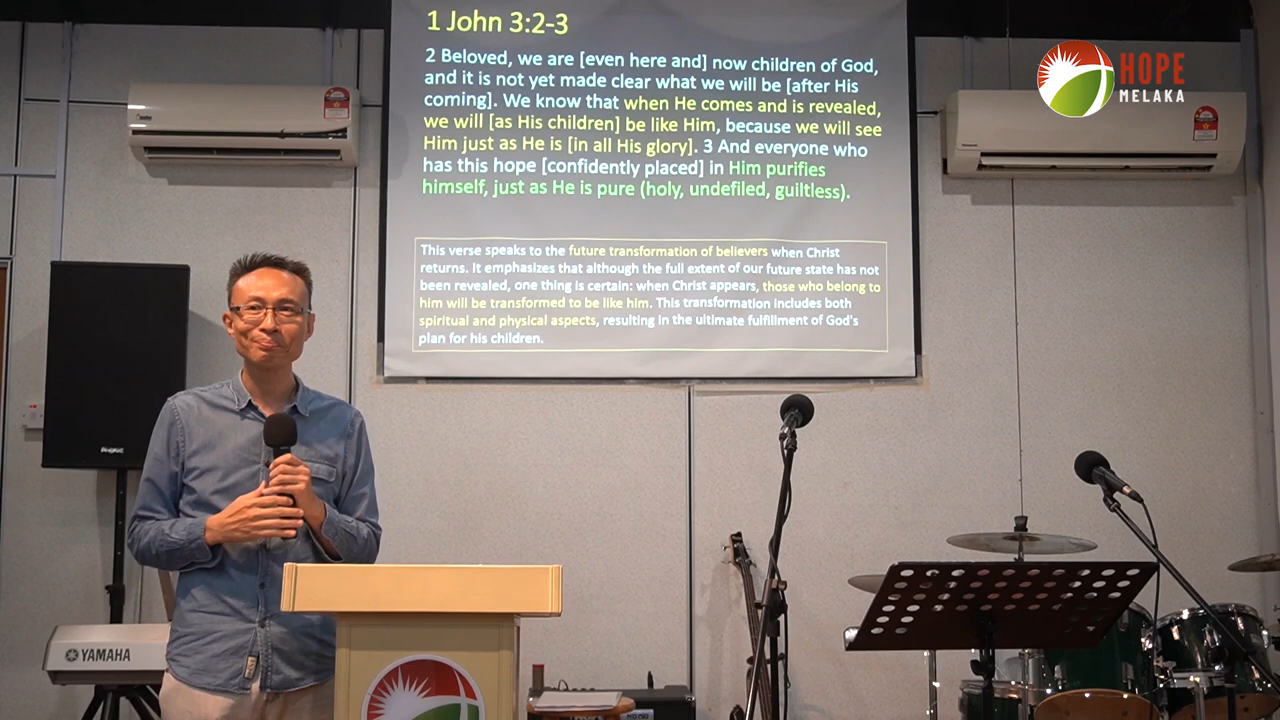 1 John 3:2-3
2 Beloved, we are [even here and] now children of God,
and it is not yet made clear what we will be [after His
coming]. We know that when He comes and is revealed,
we will [as His children] be like Him, because we will see
Him just as He is [in all His glory]. 3 And everyone who
has this hope [confidently placed] in Him purifies
himself, just as He is pure (holy, undefiled, guiltless).
This verse speaks to the future transformation of believers when Christ
returns. It emphasizes that although the full extent of our future state has not
been revealed, one thing is certain: when Christ appears, those who belong to
him will be transformed to be like him. This transformation includes both
spiritual and physical aspects, resulting in the ultimate fulfillment of God's
plan for his children.
HOPE
MELAKA
YAMAHA